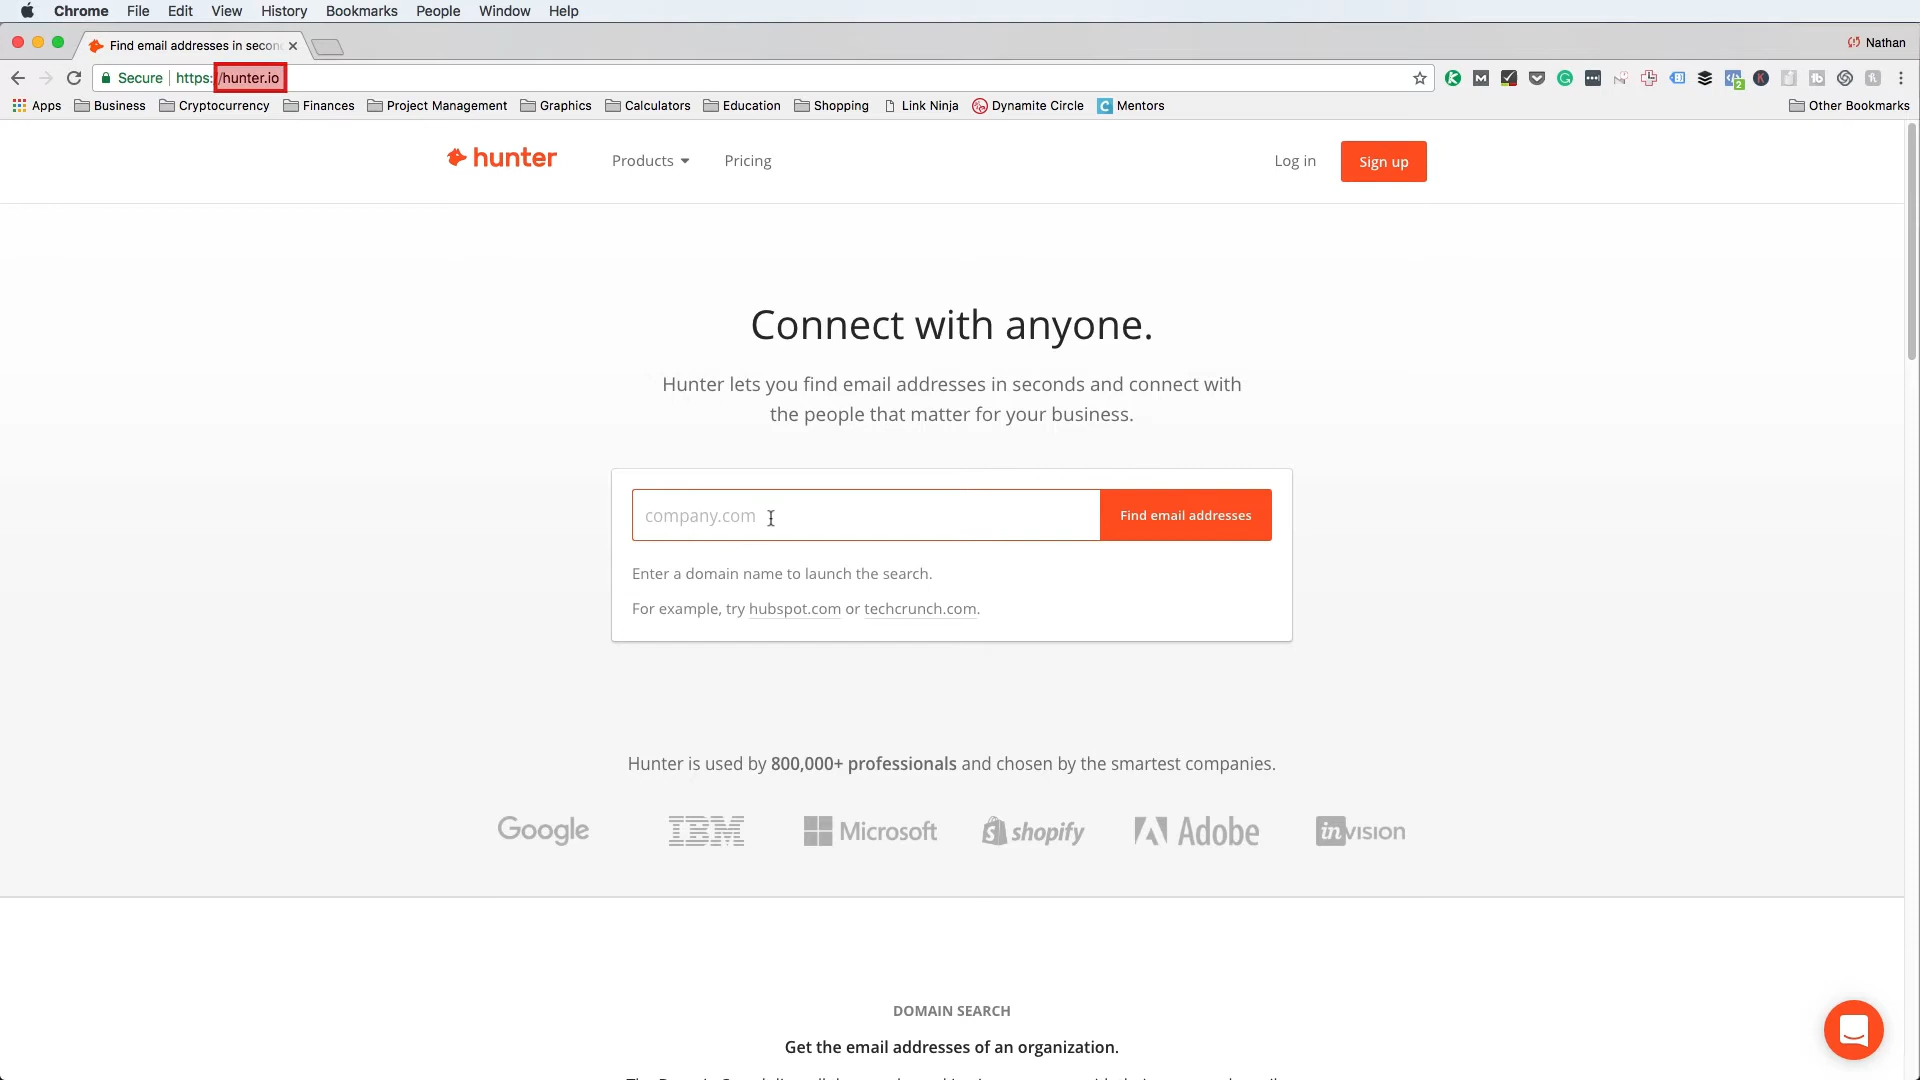 Chrome File Edit View History Bookmarks People Window Help
Find email addresses in secon
Nathan
Secure https://hunter.io
Apps Business Cryptocurrency Finances Project Management Graphics Calculators Education Shopping Link Ninja Dynamite Circle Mentors Other Bookmarks
hunter Products Pricing Log in Sign up
Connect with anyone.
Hunter lets you find email addresses in seconds and connect with
the people that matter for your business.
company.com Find email addresses
Enter a domain name to launch the search.
For example, try hubspot.com or techcrunch.com.
Hunter is used by 800,000+ professionals and chosen by the smartest companies.
Google IBM Microsoft shopify Adobe invision
DOMAIN SEARCH
Get the email addresses of an organization.